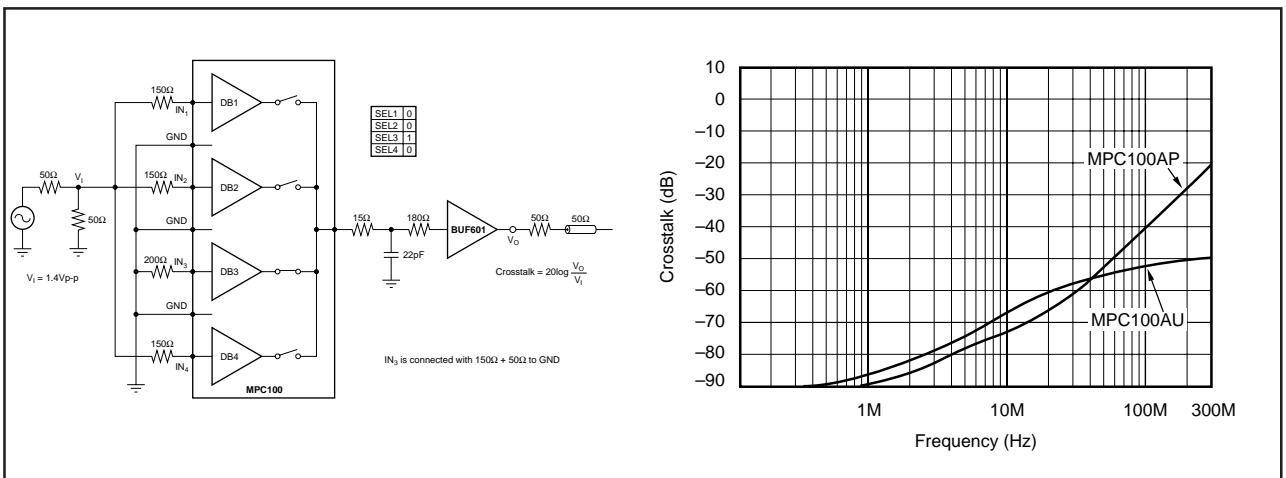 150Ω
IN1
DB1
GND
SEL1 0
SEL2 0
SEL3 1
SEL4 0
50Ω
VI
150Ω
IN2
DB2
50Ω
GND
15Ω
180Ω
BUF601
50Ω
50Ω
VO
22pF
VI = 1.4Vp-p
200Ω
IN3
DB3
Crosstalk = 20log VO
VI
GND
150Ω
IN4
DB4
IN3 is connected with 150Ω + 50Ω to GND
MPC100
10
0
–10
–20
–30
–40
–50
–60
–70
–80
–90
Crosstalk (dB)
MPC100AP
MPC100AU
1M
10M
100M
300M
Frequency (Hz)